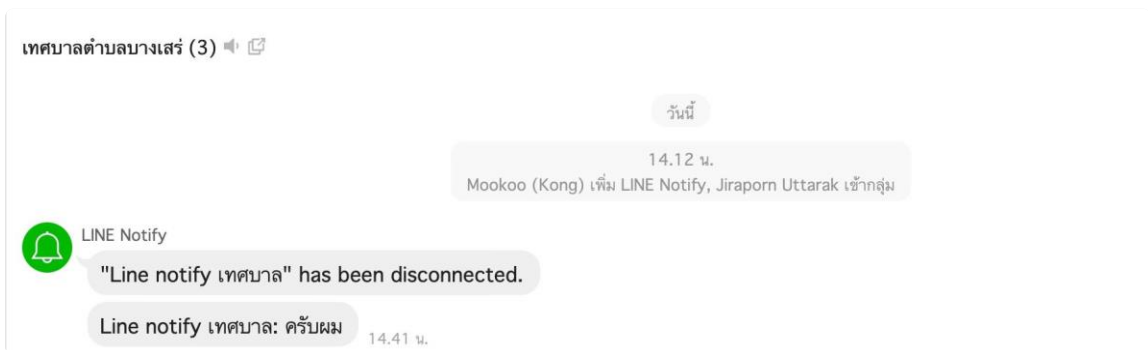 เทศบาลตำบลบางเสร่ (3)
วันนี้
14.12 น.
Mookoo (Kong) เพิ่ม LINE Notify, Jiraporn Uttarak เข้ากลุ่ม
LINE Notify
"Line notify เทศบาล" has been disconnected.
Line notify เทศบาล: ครับผม
14.41 น.